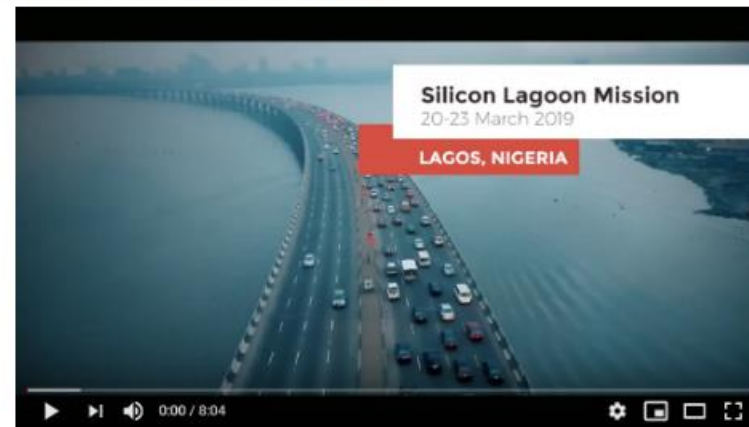 Silicon Lagoon Mission
20-23 March 2019
LAGOS, NIGERIA
0:00 / 8:04